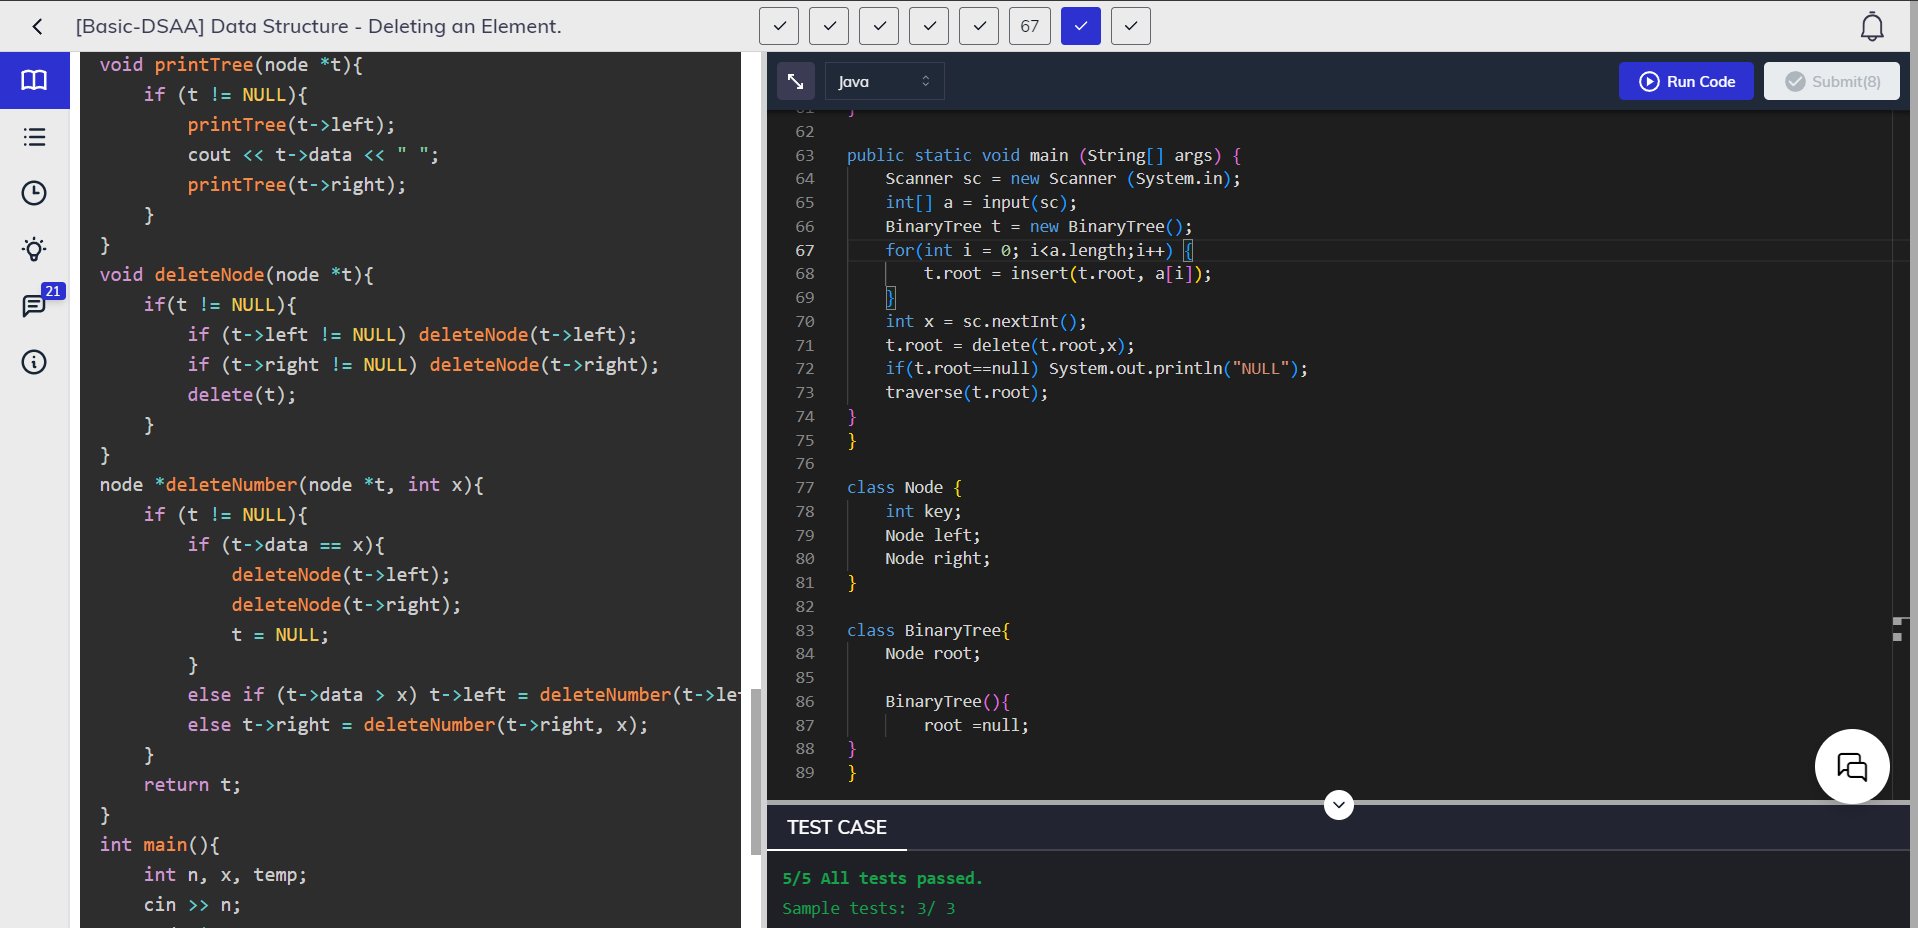 [Basic-DSAA] Data Structure - Deleting an Element.
67
21
void printTree(node *t){
if (t != NULL){
printTree(t->left);
cout << t->data << " ";
printTree(t->right);
}
}
void deleteNode(node *t){
if(t != NULL){
if (t->left != NULL) deleteNode(t->left);
if (t->right != NULL) deleteNode(t->right);
delete(t);
}
}
node *deleteNumber(node *t, int x){
if (t != NULL){
if (t->data == x){
deleteNode(t->left);
deleteNode(t->right);
t = NULL;
}
else if (t->data > x) t->left = deleteNumber(t->le
else t->right = deleteNumber(t->right, x);
}
return t;
}
int main(){
int n, x, temp;
cin >> n;
Java
Run Code
Submit(8)
61 }
62
63 public static void main (String[] args) {
64 Scanner sc = new Scanner (System.in);
65 int[] a = input(sc);
66 BinaryTree t = new BinaryTree();
67 for(int i = 0; i<a.length;i++) {
68 t.root = insert(t.root, a[i]);
69 }
70 int x = sc.nextInt();
71 t.root = delete(t.root,x);
72 if(t.root==null) System.out.println("NULL");
73 traverse(t.root);
74 }
75 }
76
77 class Node {
78 int key;
79 Node left;
80 Node right;
81 }
82
83 class BinaryTree{
84 Node root;
85
86 BinaryTree(){
87 root =null;
88 }
89 }
TEST CASE
5/5 All tests passed.
Sample tests: 3/ 3